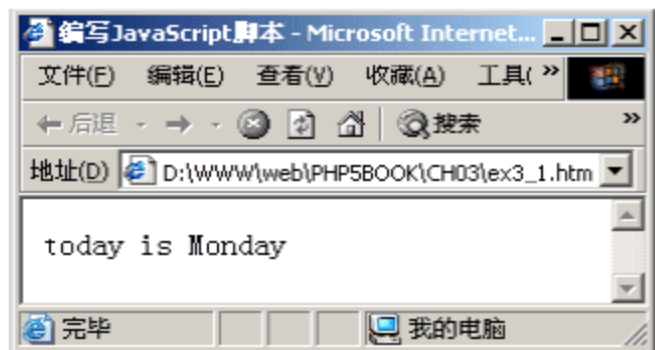 编写JavaScript脚本 - Microsoft Internet...
文件(F) 编辑(E) 查看(V) 收藏(A) 工具( »
后退 搜索 »
地址(D) D:\WWW\web\PHP5BOOK\CH03\ex3_1.htm
today is Monday
完毕 我的电脑